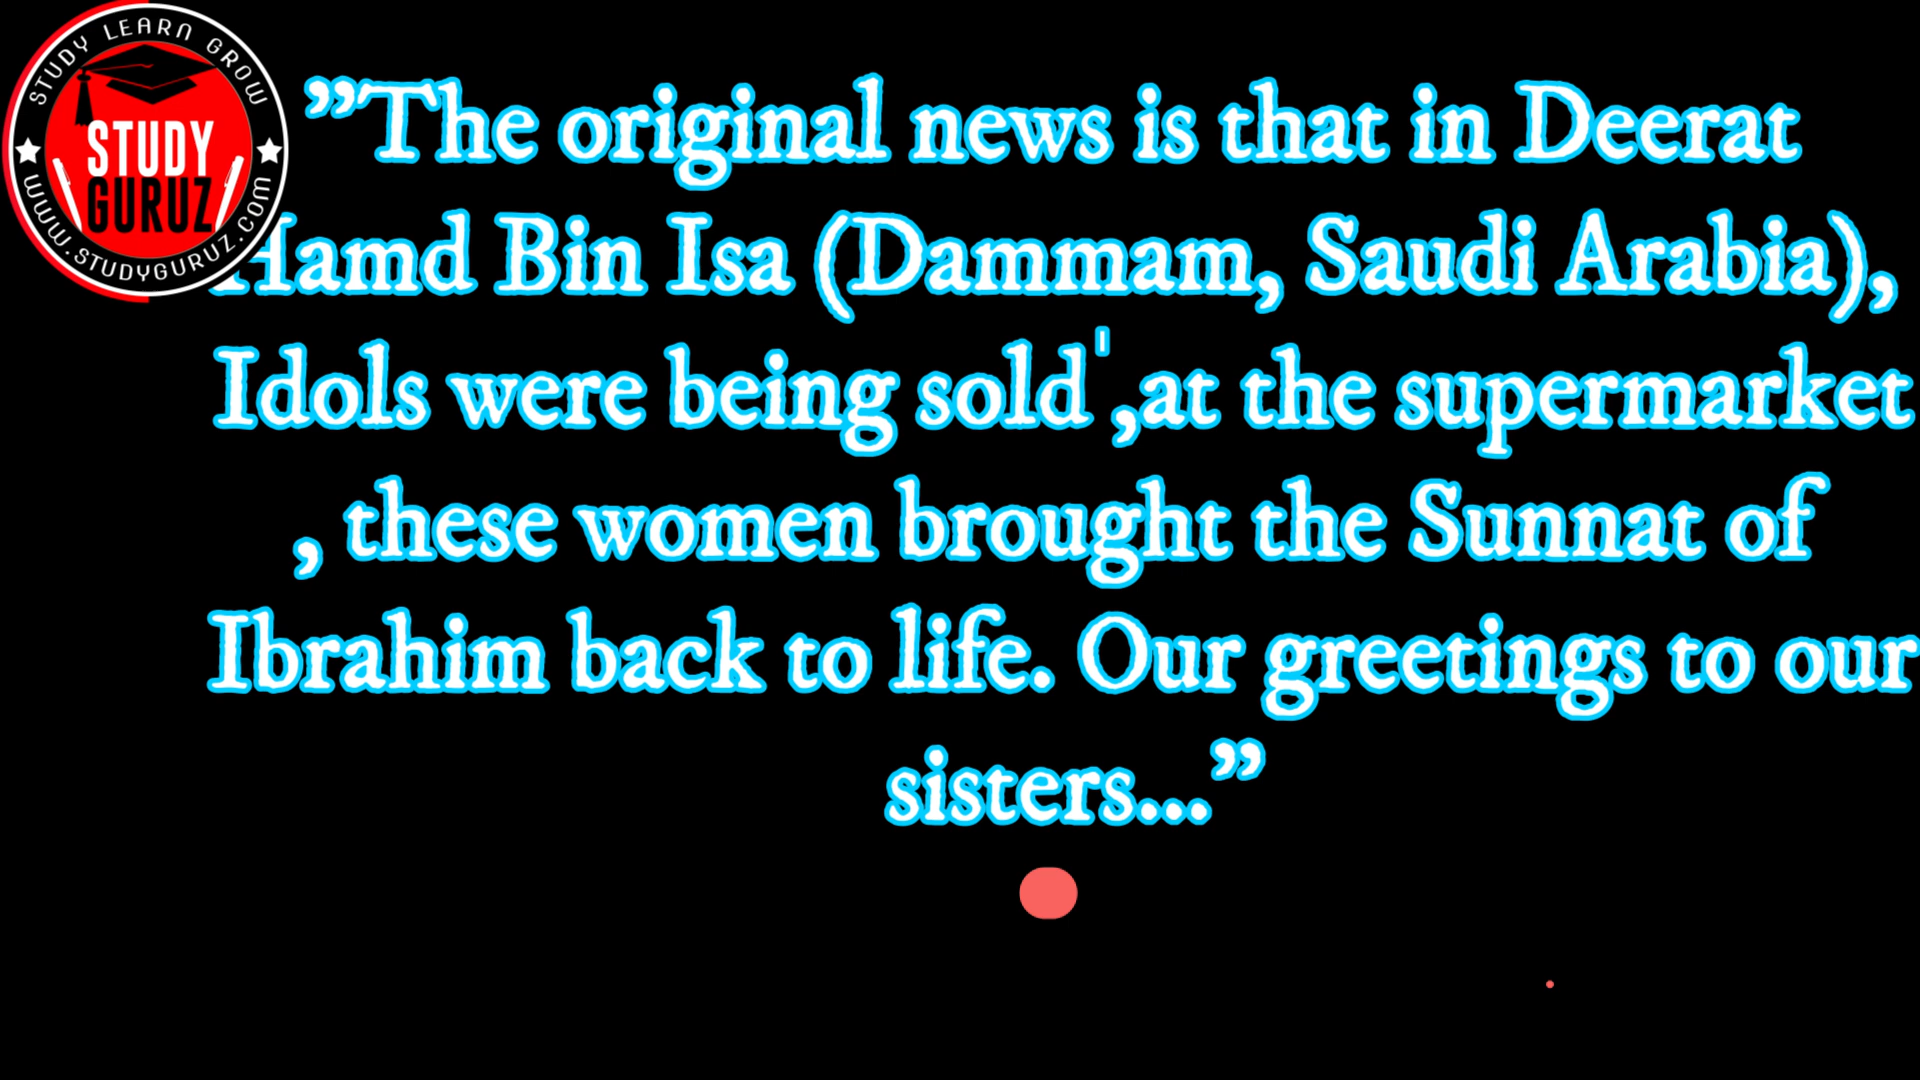 STUDY LEARN GROW
STUDY
GURUZ
WWW.STUDYGURUZ.COM
”The original news is that in Deerat
Hamd Bin Isa (Dammam, Saudi Arabia),
Idols were being sold' ,at the supermarket
, these women brought the Sunnat of
Ibrahim back to life. Our greetings to our
sisters...”